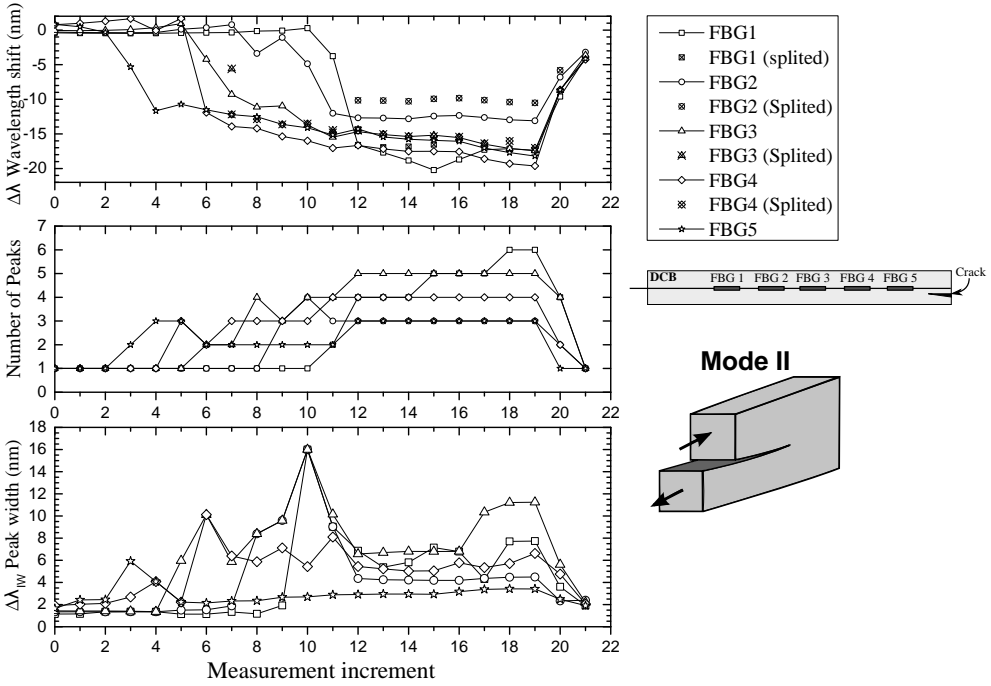 Δλ Wavelength shift (nm)
0
-5
-10
-15
-20
0 2 4 6 8 10 12 14 16 18 20 22
Number of Peaks
7
6
5
4
3
2
1
0
0 2 4 6 8 10 12 14 16 18 20 22
Δλ_IW Peak width (nm)
18
16
14
12
10
8
6
4
2
0
0 2 4 6 8 10 12 14 16 18 20 22
Measurement increment
FBG1
FBG1 (splited)
FBG2
FBG2 (Splited)
FBG3
FBG3 (Splited)
FBG4
FBG4 (Splited)
FBG5
DCB FBG 1 FBG 2 FBG 3 FBG 4 FBG 5 Crack
Mode II